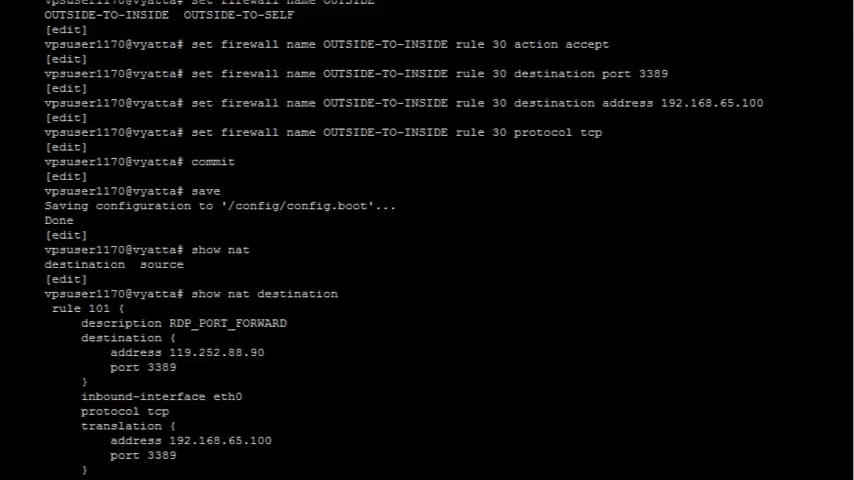 vpsuser1170@vyatta# set firewall name OUTSIDE
OUTSIDE-TO-INSIDE  OUTSIDE-TO-SELF
[edit]
vpsuser1170@vyatta# set firewall name OUTSIDE-TO-INSIDE rule 30 action accept
[edit]
vpsuser1170@vyatta# set firewall name OUTSIDE-TO-INSIDE rule 30 destination port 3389
[edit]
vpsuser1170@vyatta# set firewall name OUTSIDE-TO-INSIDE rule 30 destination address 192.168.65.100
[edit]
vpsuser1170@vyatta# set firewall name OUTSIDE-TO-INSIDE rule 30 protocol tcp
[edit]
vpsuser1170@vyatta# commit
[edit]
vpsuser1170@vyatta# save
Saving configuration to '/config/config.boot'...
Done
[edit]
vpsuser1170@vyatta# show nat
destination  source
[edit]
vpsuser1170@vyatta# show nat destination
 rule 101 {
     description RDP_PORT_FORWARD
     destination {
         address 119.252.88.90
         port 3389
     }
     inbound-interface eth0
     protocol tcp
     translation {
         address 192.168.65.100
         port 3389
     }